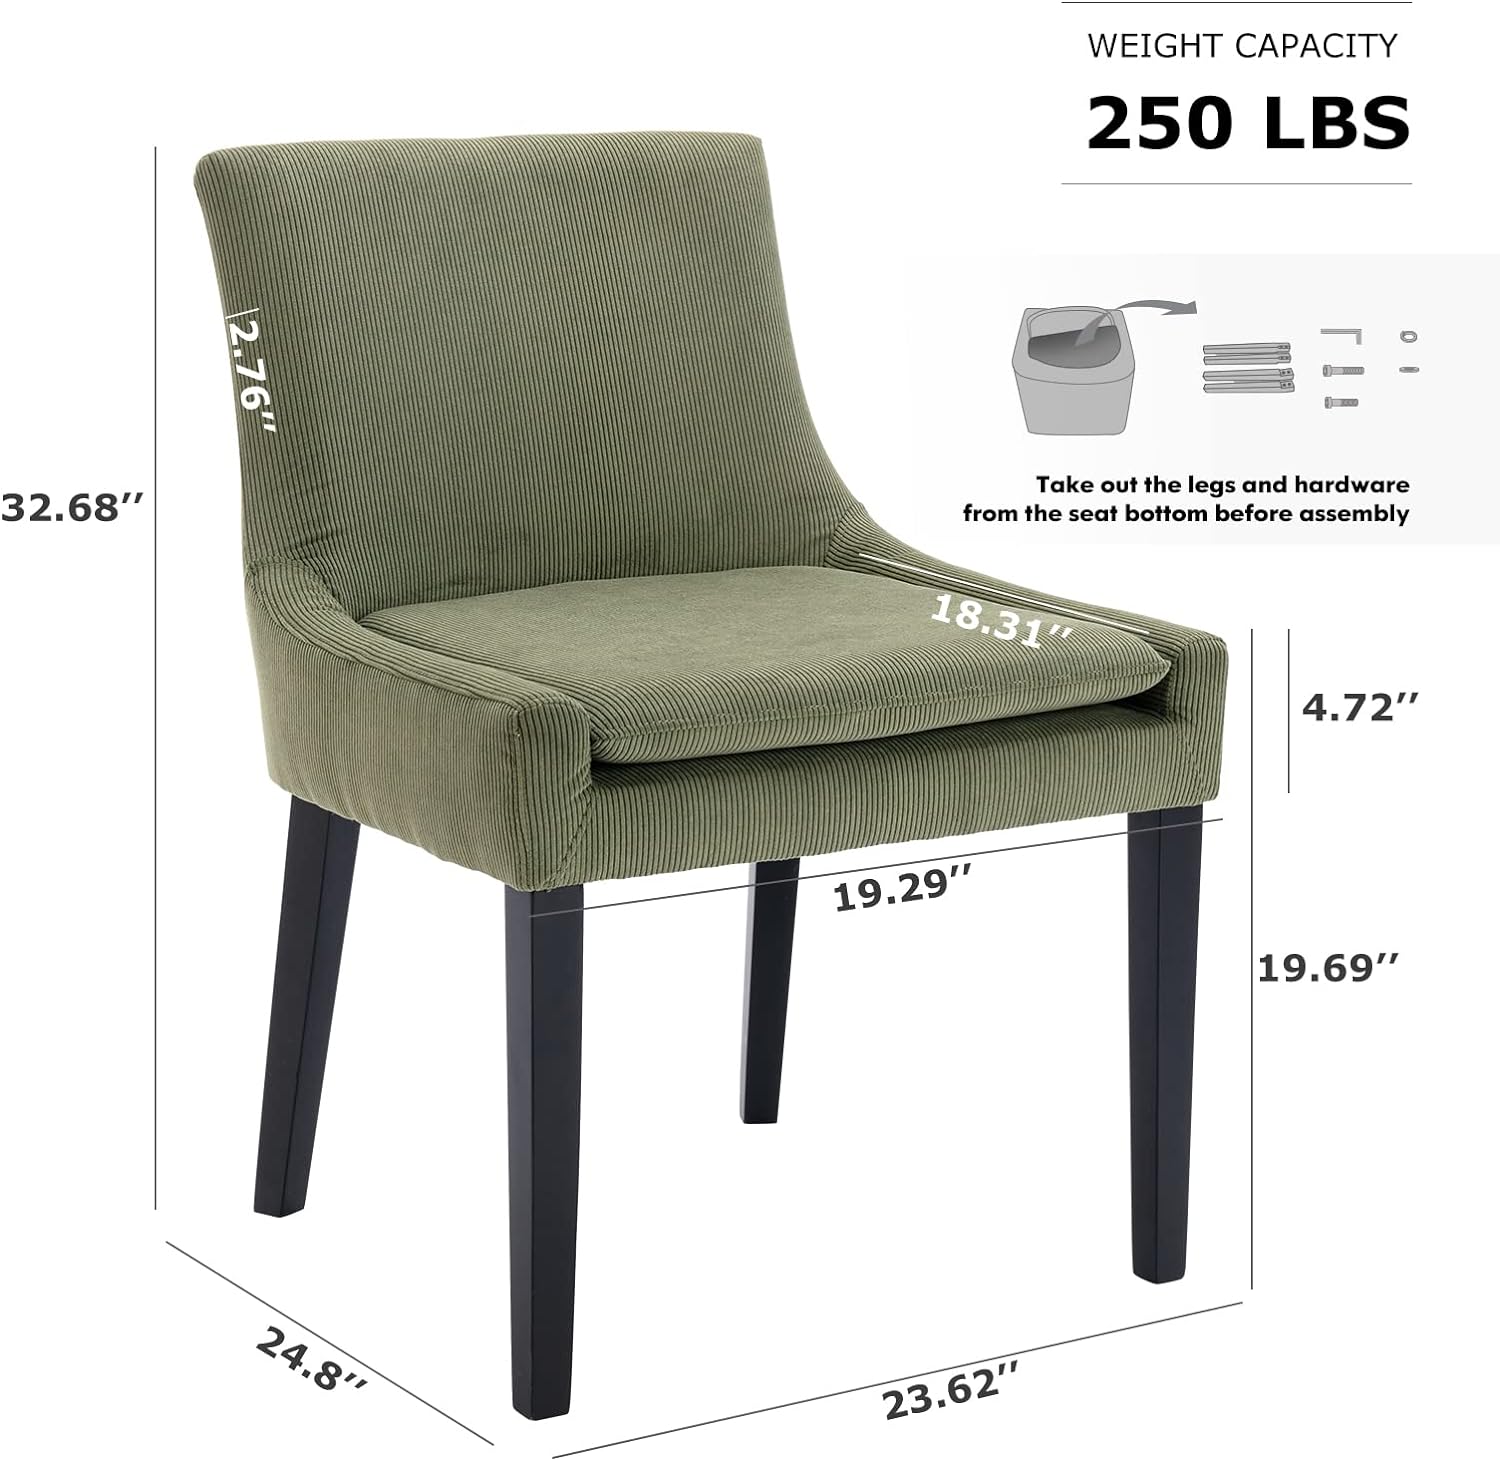 WEIGHT CAPACITY
250 LBS
Take out the legs and hardware
from the seat bottom before assembly
2.76’’
32.68’’
18.31’’
4.72’’
19.29’’
19.69’’
24.8’’
23.62’’